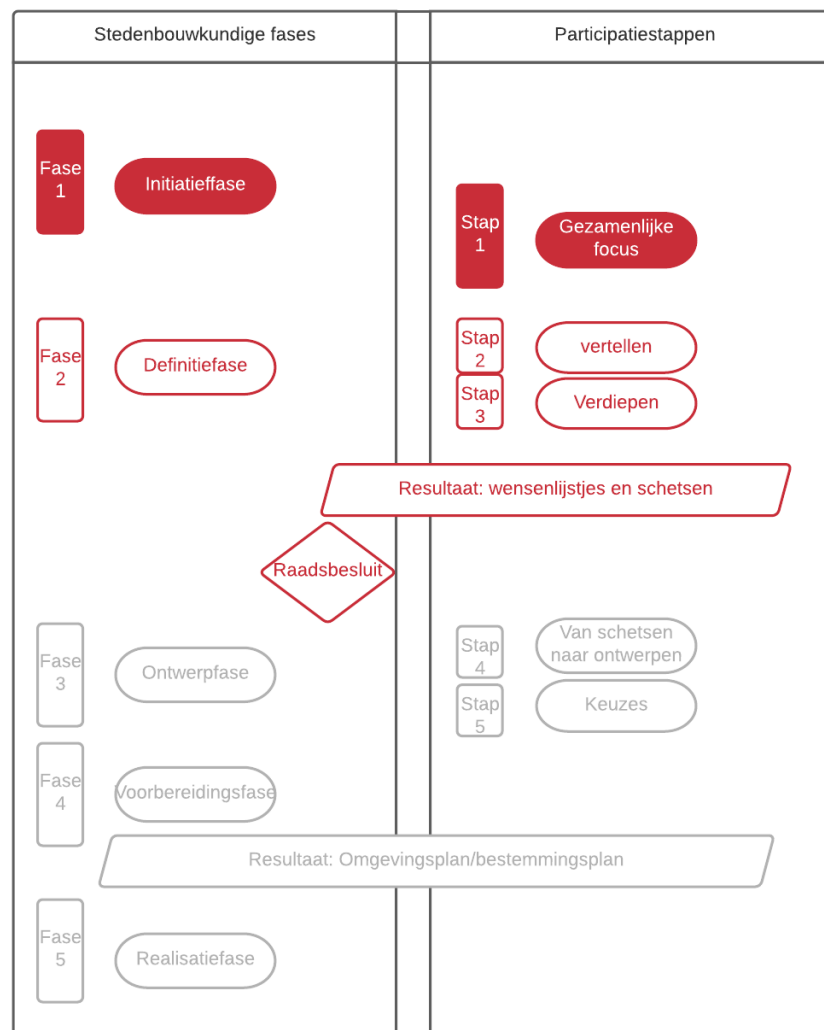 Stedenbouwkundige fases
Participatiestappen
Fase
1
Initiatieffase
Stap
1
Gezamenlijke
focus
Fase
2
Definitiefase
Stap
2
vertellen
Stap
3
Verdiepen
Resultaat: wensenlijstjes en schetsen
Raadsbesluit
Fase
3
Ontwerpfase
Stap
4
Van schetsen
naar ontwerpen
Stap
5
Keuzes
Fase
4
Voorbereidingsfase
Resultaat: Omgevingsplan/bestemmingsplan
Fase
5
Realisatiefase